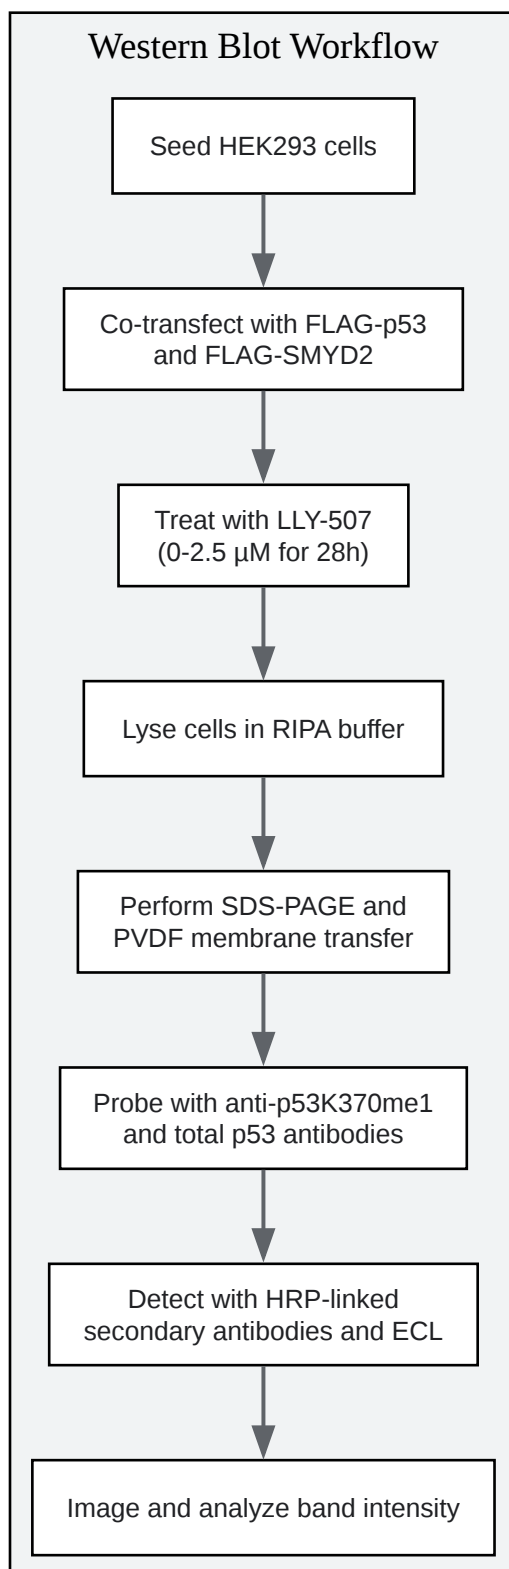 Western Blot Workflow
Seed HEK293 cells
Co-transfect with FLAG-p53
and FLAG-SMYD2
Treat with LLY-507
(0-2.5 µM for 28h)
Lyse cells in RIPA buffer
Perform SDS-PAGE and
PVDF membrane transfer
Probe with anti-p53K370me1
and total p53 antibodies
Detect with HRP-linked
secondary antibodies and ECL
Image and analyze band intensity